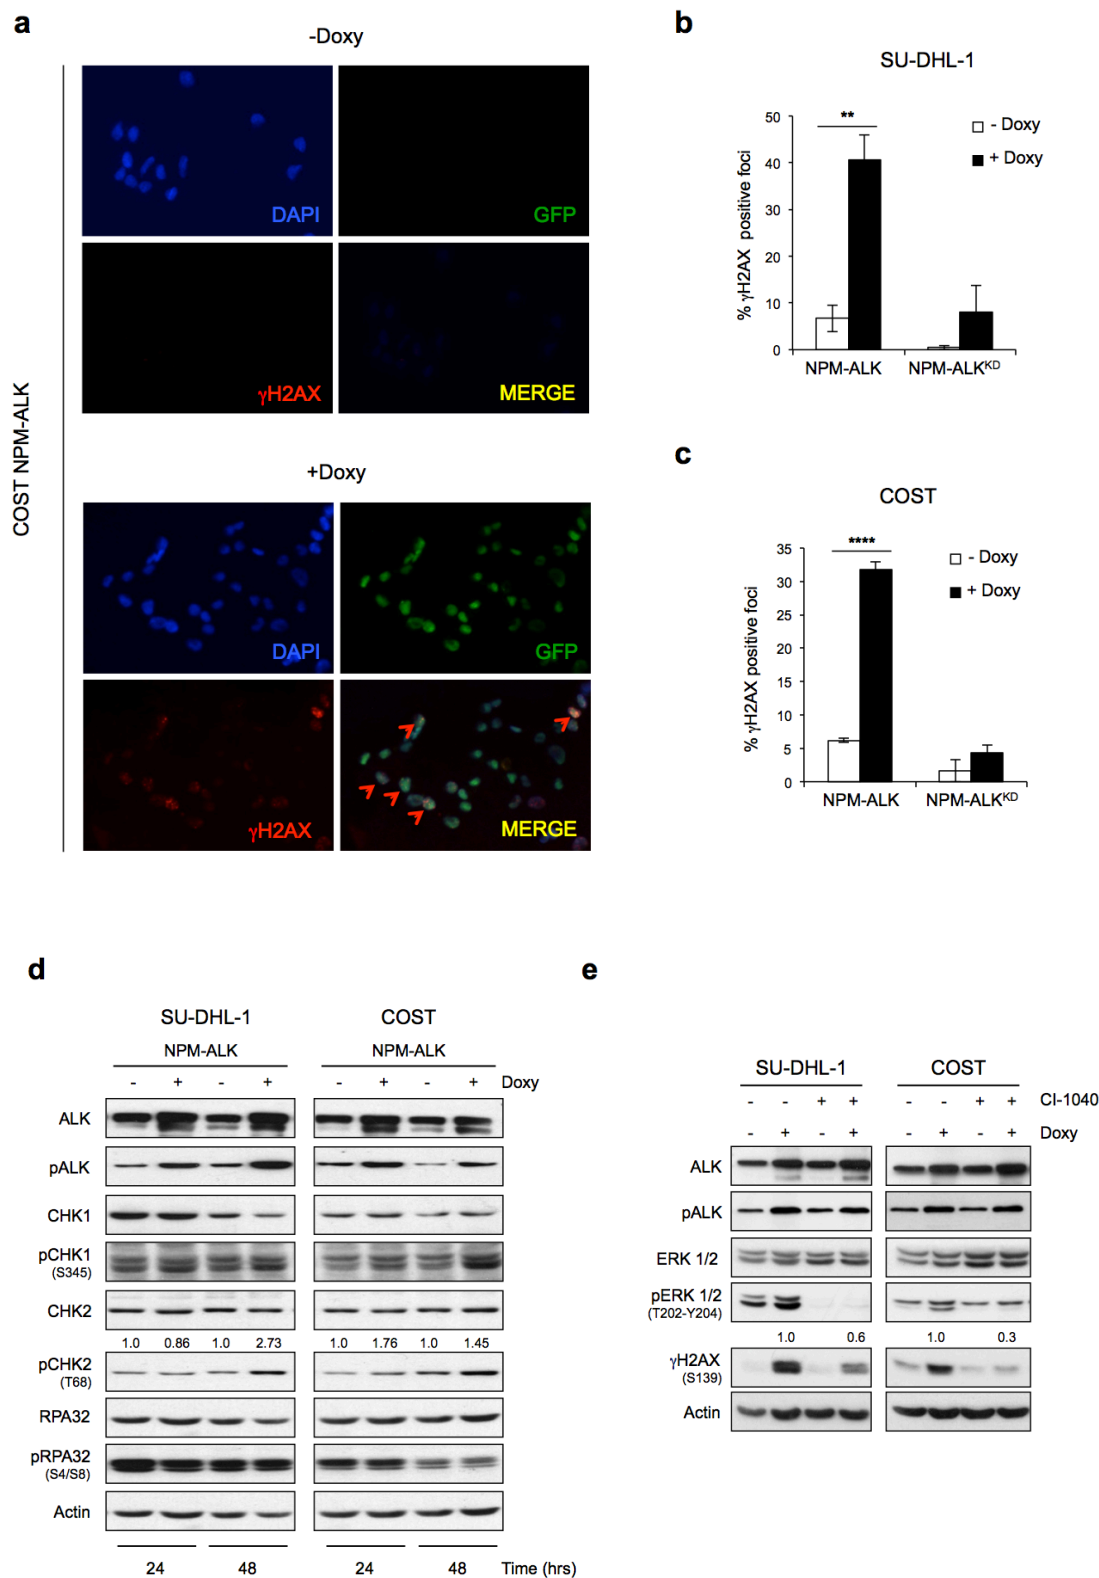 a
-Doxy
COST NPM-ALK
DAPI
GFP
γH2AX
MERGE
+Doxy
DAPI
GFP
γH2AX
MERGE
b
SU-DHL-1
% γH2AX positive foci
50
40
30
20
10
0
**
- Doxy
+ Doxy
NPM-ALK NPM-ALKᴷᴰ
c
COST
% γH2AX positive foci
35
30
25
20
15
10
5
0
****
- Doxy
+ Doxy
NPM-ALK NPM-ALKᴷᴰ
d
SU-DHL-1 COST
NPM-ALK NPM-ALK
- + - + - + - + Doxy
ALK
pALK
CHK1
pCHK1
(S345)
CHK2
1.0 0.86 1.0 2.73 1.0 1.76 1.0 1.45
pCHK2
(T68)
RPA32
pRPA32
(S4/S8)
Actin
24 48 24 48 Time (hrs)
e
SU-DHL-1 COST
- - + + - - + + CI-1040
- + - + - + - + Doxy
ALK
pALK
ERK 1/2
pERK 1/2
(T202-Y204)
1.0 0.6 1.0 0.3
γH2AX
(S139)
Actin